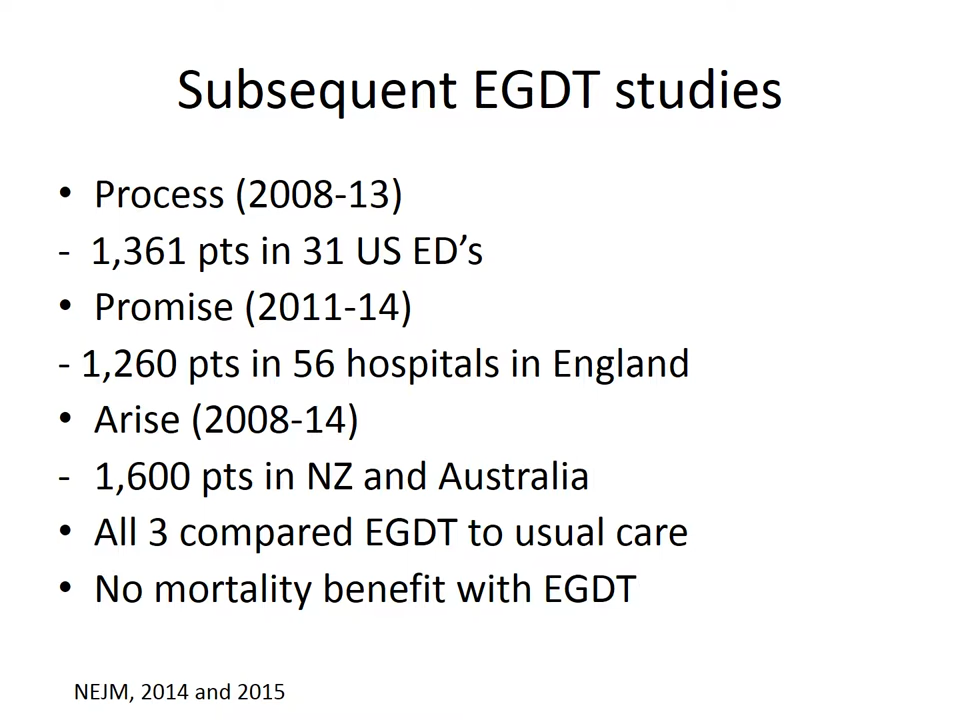 Subsequent EGDT studies
• Process (2008-13)
- 1,361 pts in 31 US ED’s
• Promise (2011-14)
- 1,260 pts in 56 hospitals in England
• Arise (2008-14)
- 1,600 pts in NZ and Australia
• All 3 compared EGDT to usual care
• No mortality benefit with EGDT
NEJM, 2014 and 2015